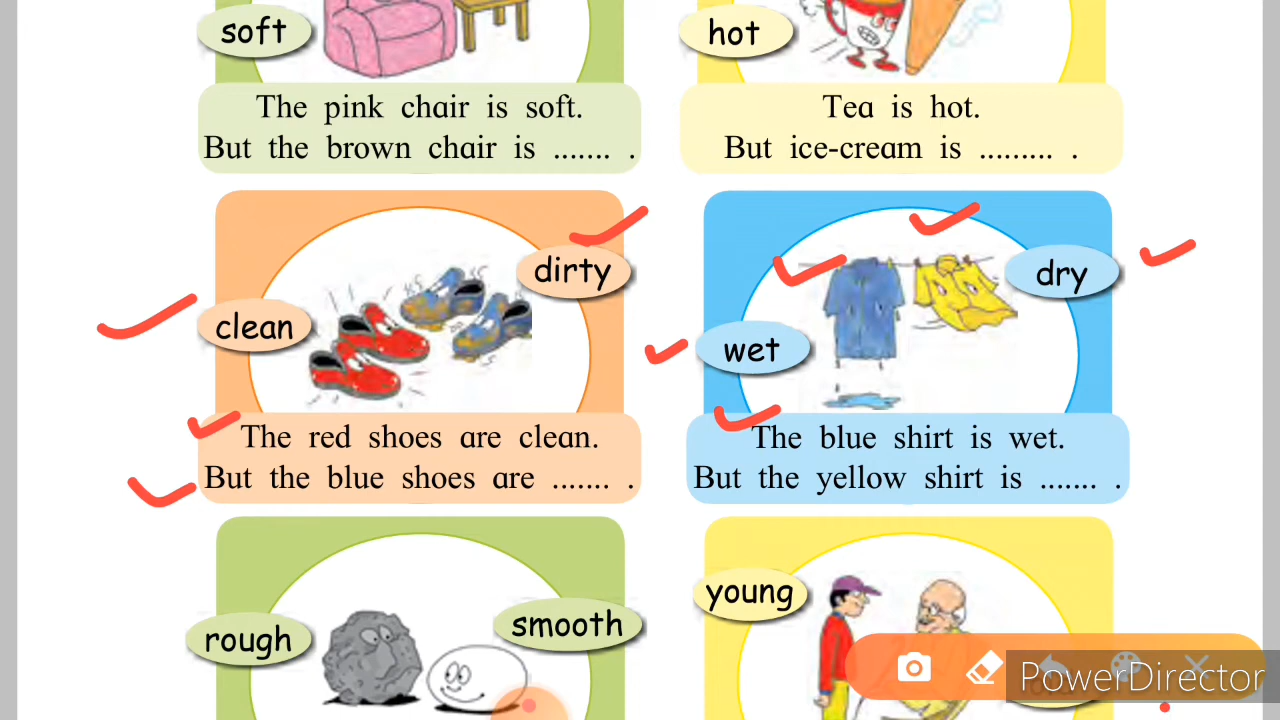 soft
The pink chair is soft.
But the brown chair is ....... .
hot
Tea is hot.
But ice-cream is ......... .
dirty
clean
The red shoes are clean.
But the blue shoes are ....... .
dry
wet
The blue shirt is wet.
But the yellow shirt is ....... .
smooth
rough
young
PowerDirector